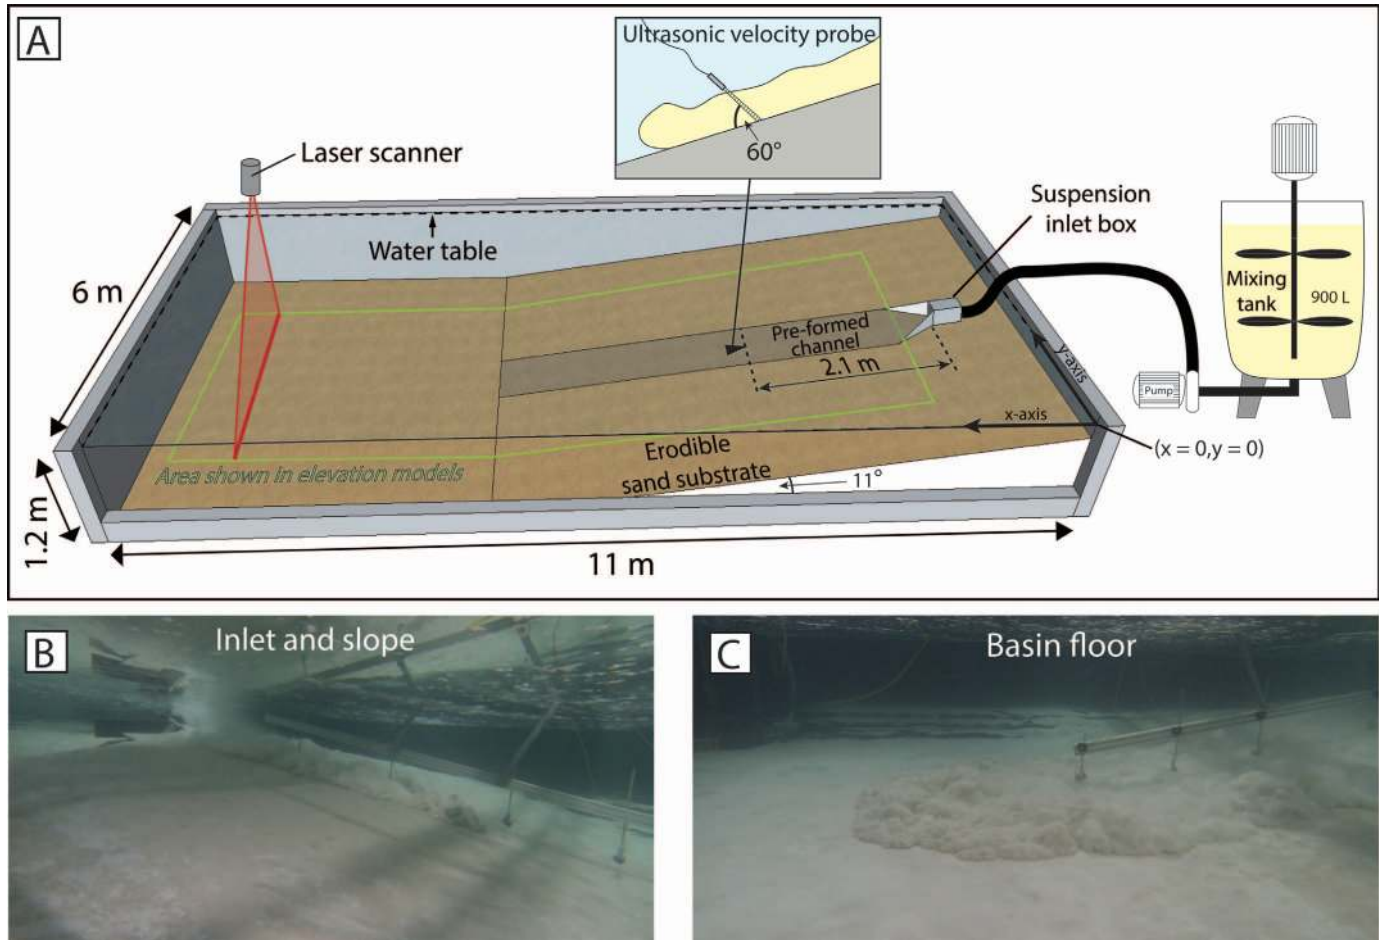 A
Ultrasonic velocity probe
60°
Laser scanner
Suspension
inlet box
Water table
6 m
Mixing
tank
900 L
Pre-formed
channel
2.1 m
y-axis
Pump
x-axis
(x = 0,y = 0)
Erodible
sand substrate
Area shown in elevation models
11°
1.2 m
11 m
B
Inlet and slope
C
Basin floor